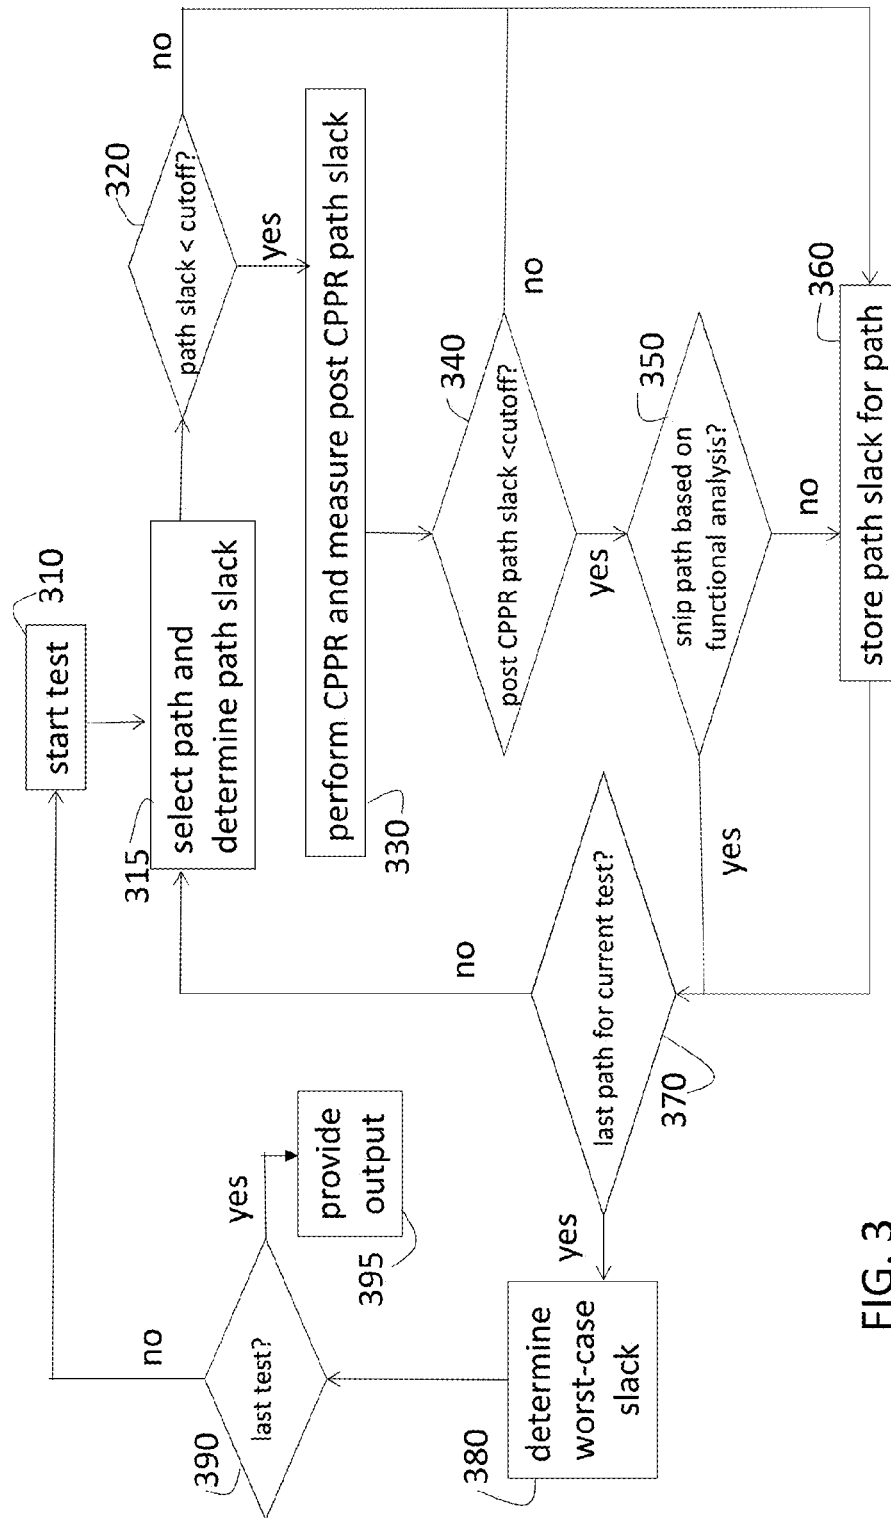 310
start test
315
select path and
determine path slack
320
path slack < cutoff?
no
yes
330
perform CPPR and measure post CPPR path slack
340
post CPPR path slack <cutoff?
no
yes
350
snip path based on
functional analysis?
yes
no
360
store path slack for path
370
last path for current test?
no
yes
380
determine
worst-case
slack
390
last test?
no
yes
395
provide
output
FIG. 3